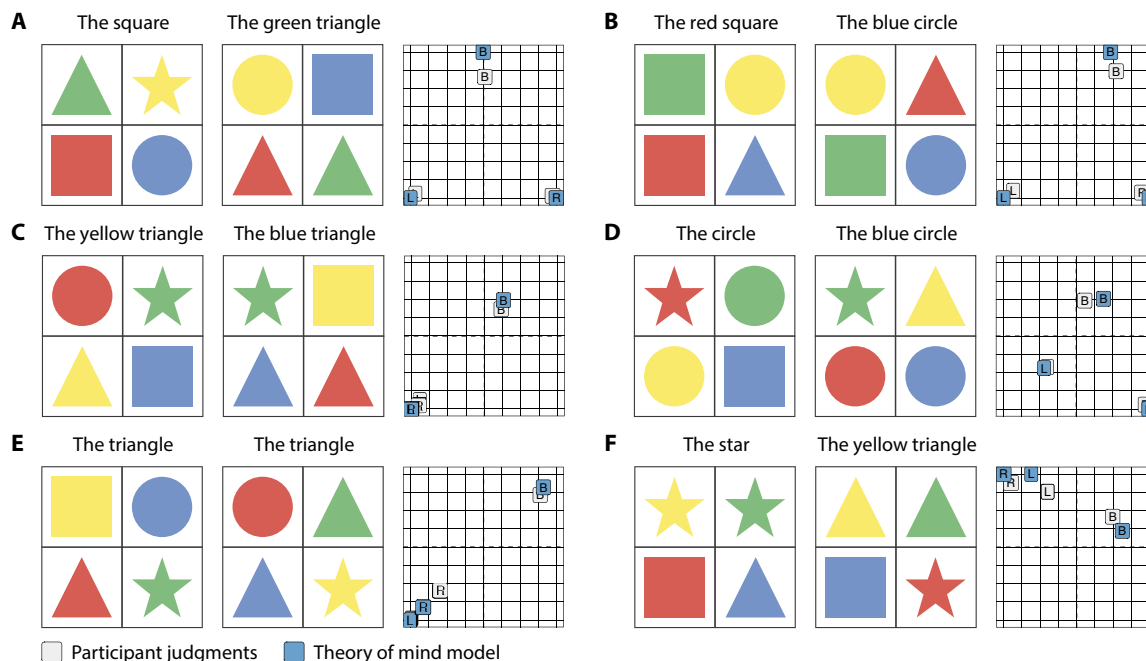 A The square The green triangle
B
B
L
R
B The red square The blue circle
B
B
L
L
R
C The yellow triangle The blue triangle
B
B
R
D The circle The blue circle
B
B
L
E The triangle The triangle
B
R
R
L
F The star The yellow triangle
R
L
R
L
B
B
Participant judgments Theory of mind model